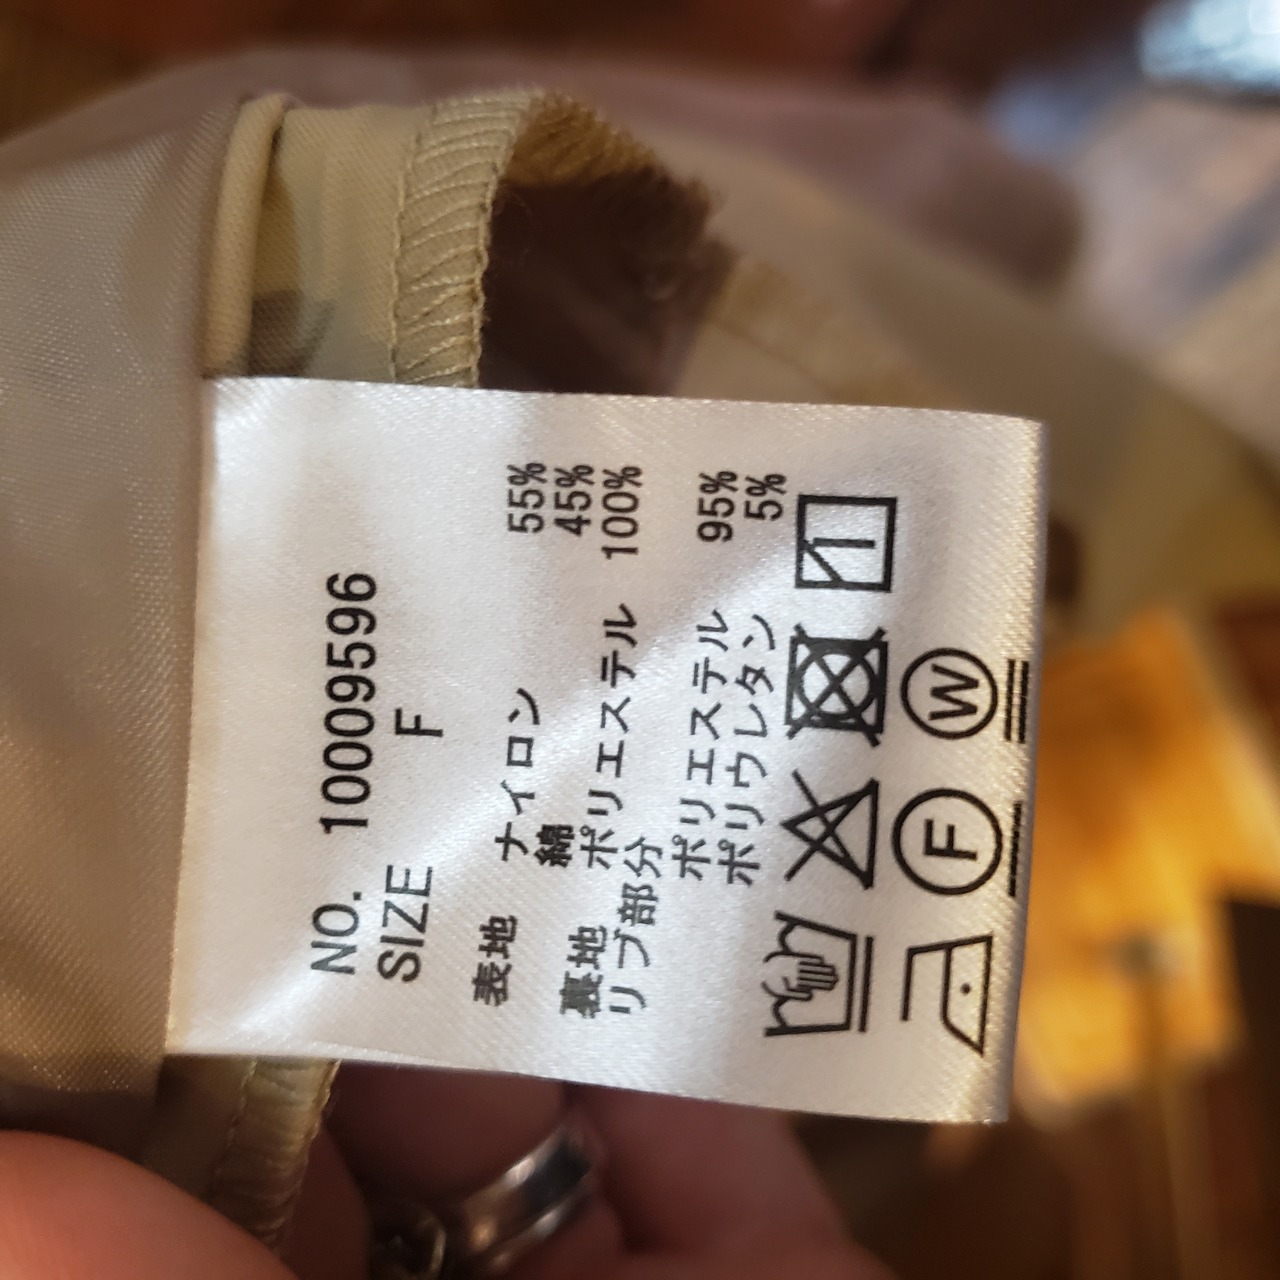 NO. 10009596
SIZE F
表地 ナイロン 55%
綿 45%
裏地 ポリエステル 100%
リブ部分
ポリエステル 95%
ポリウレタン 5%
F W